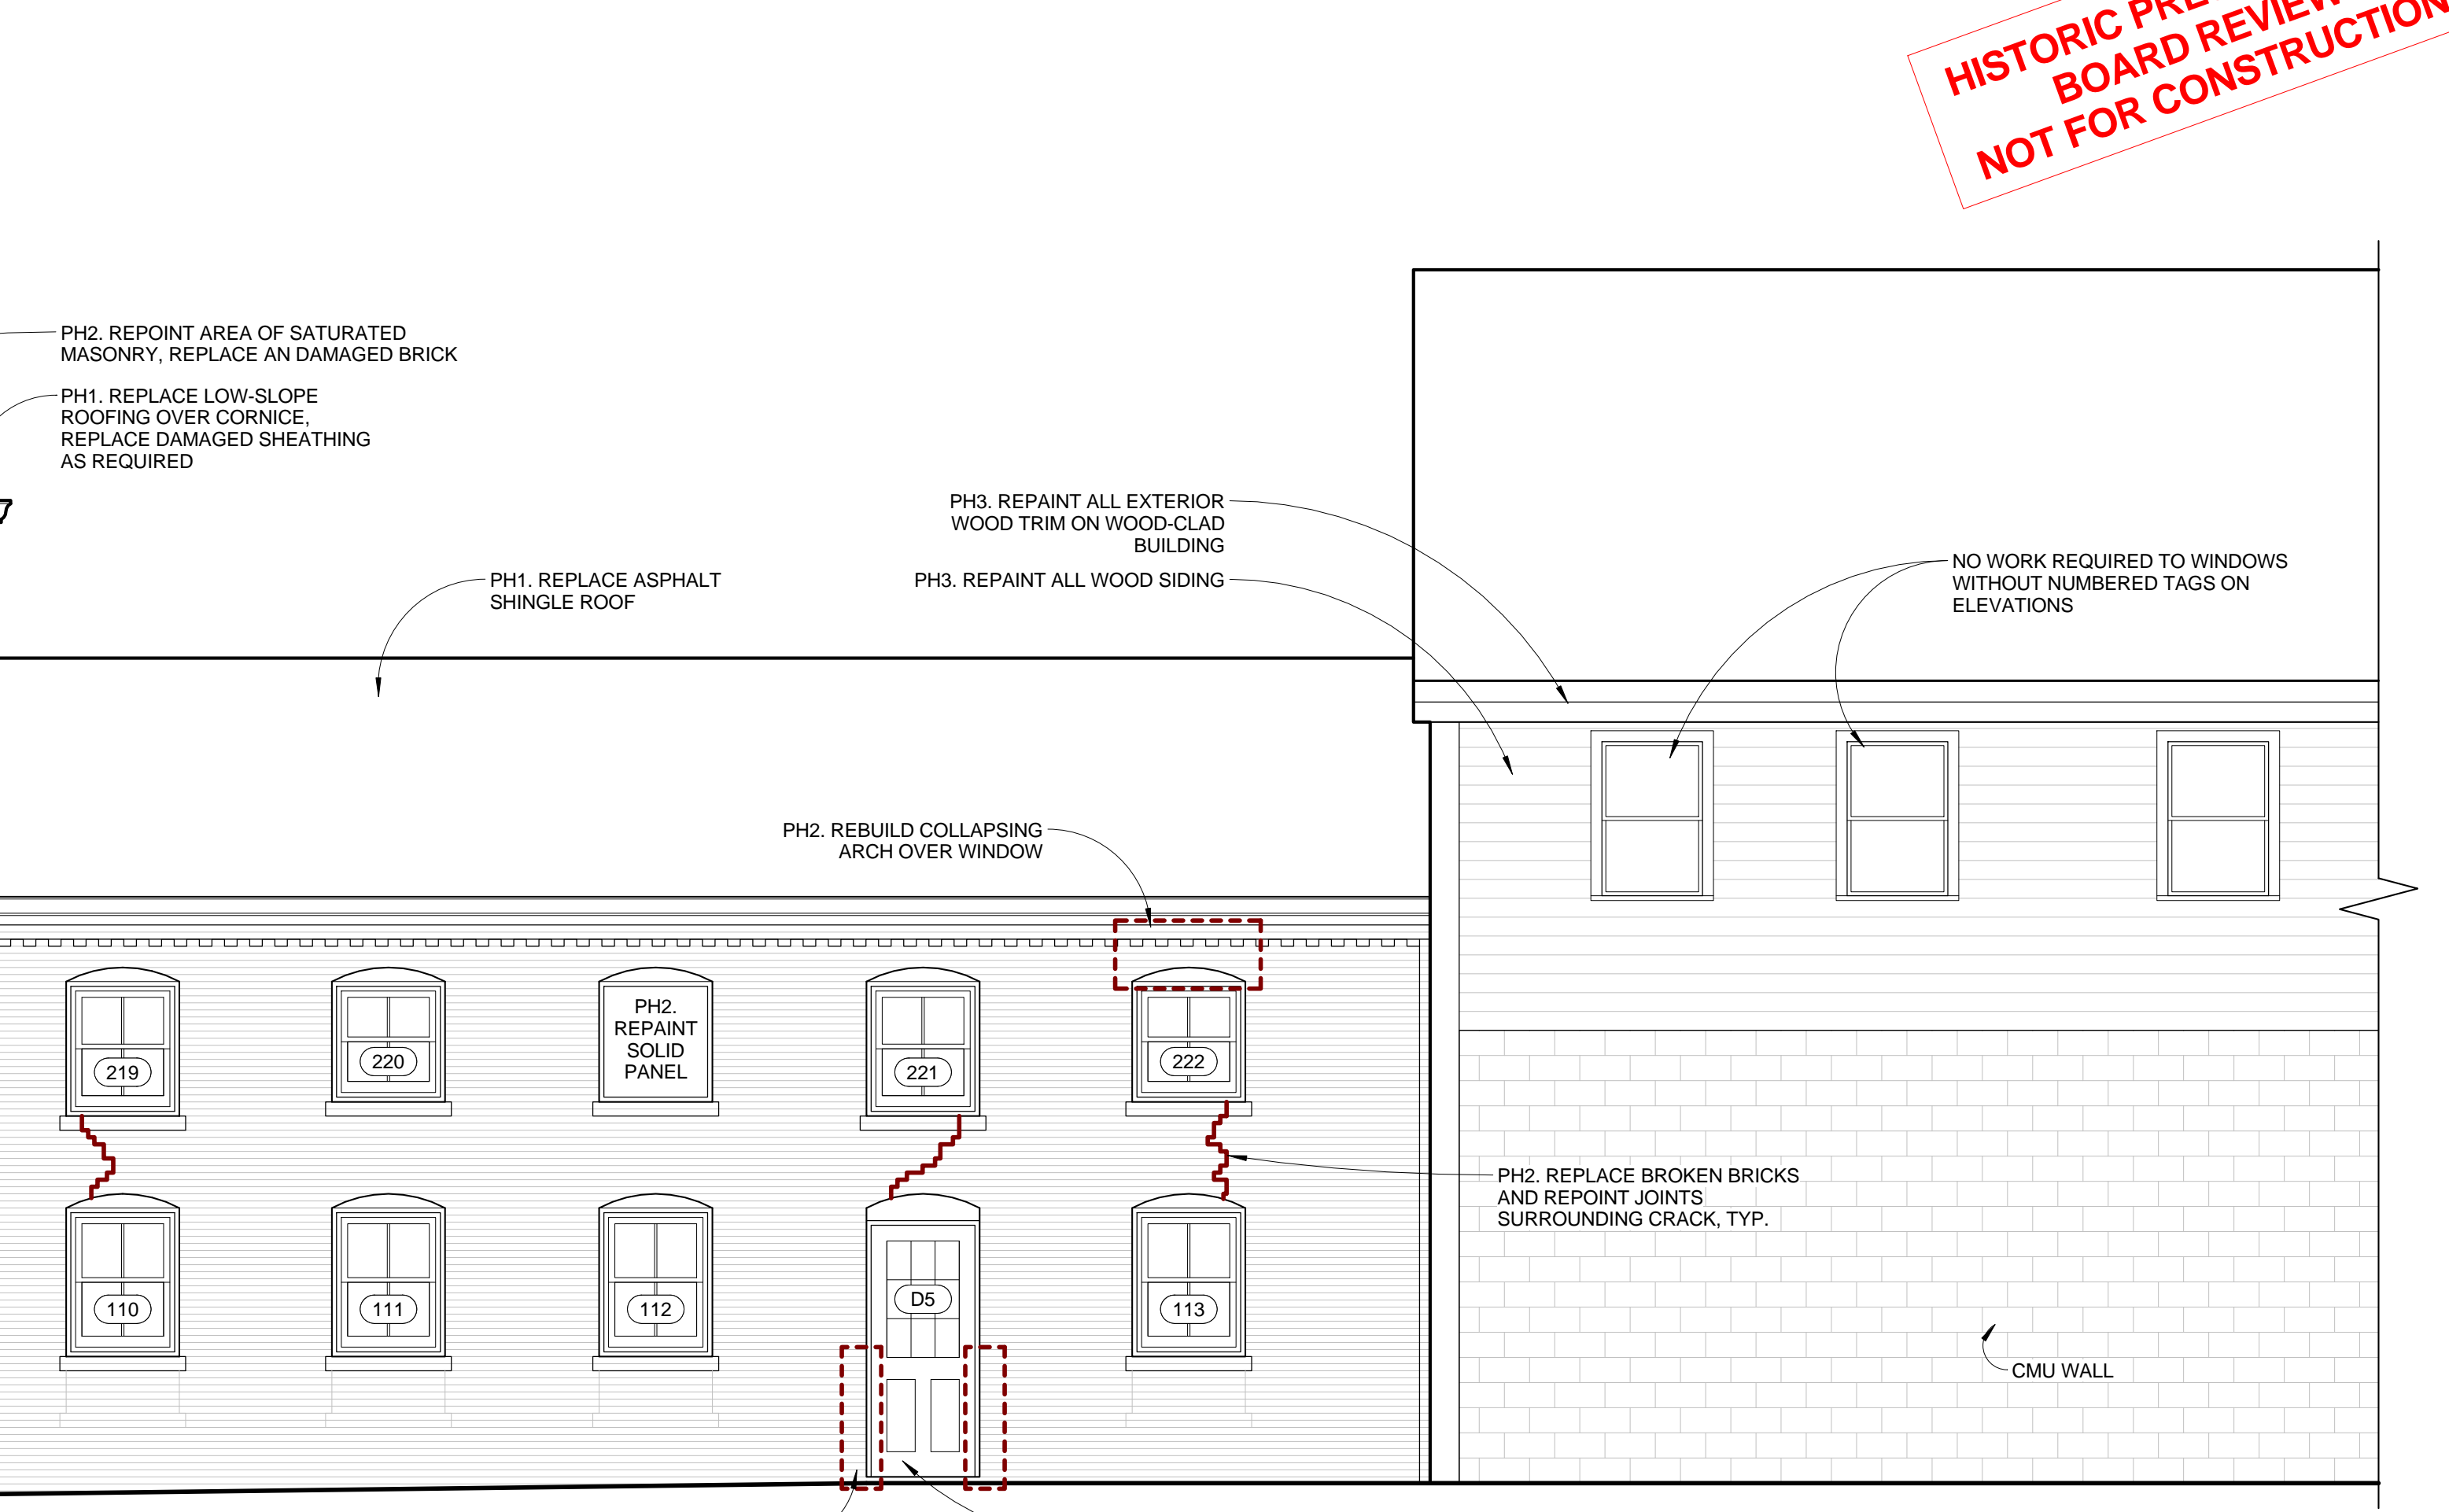 HISTORIC
BOARD REVIEW
NOT FOR CONSTRUCTION
PH2. REPOINT AREA OF SATURATED
MASONRY, REPLACE AN DAMAGED BRICK
PH1. REPLACE LOW-SLOPE
ROOFING OVER CORNICE,
REPLACE DAMAGED SHEATHING
AS REQUIRED
PH3. REPAINT ALL EXTERIOR
WOOD TRIM ON WOOD-CLAD
BUILDING
PH3. REPAINT ALL WOOD SIDING
PH1. REPLACE ASPHALT
SHINGLE ROOF
NO WORK REQUIRED TO WINDOWS
WITHOUT NUMBERED TAGS ON
ELEVATIONS
PH2. REBUILD COLLAPSING
ARCH OVER WINDOW
219
220
PH2.
REPAINT
SOLID
PANEL
221
222
PH2. REPLACE BROKEN BRICKS
AND REPOINT JOINTS
SURROUNDING CRACK, TYP.
110
111
112
D5
113
CMU WALL